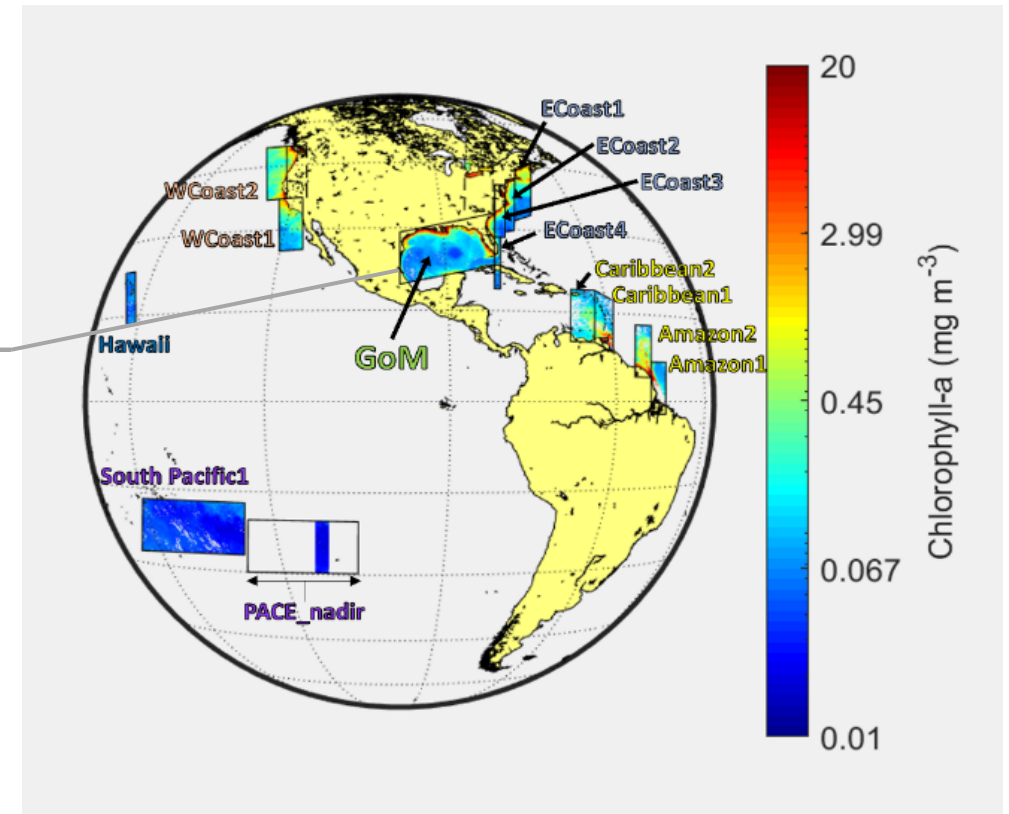 ECoast1
ECoast2
ECoast3
WCoast2
ECoast4
WCoast1
Caribbean2
Caribbean1
Hawaii
Amazon2
GoM
Amazon1
South Pacific1
PACE_nadir
20
2.99
0.45
0.067
0.01
Chlorophyll-a (mg m-3)